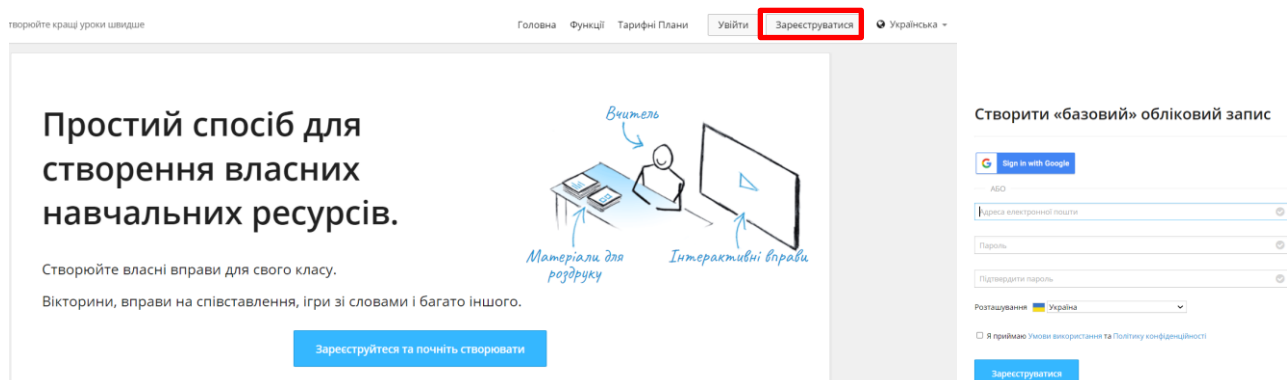 творюйте кращі уроки швидше
Головна Функції Тарифні Плани Увійти Зареєструватися Українська
Простий спосіб для
створення власних
навчальних ресурсів.
Вчитель
Матеріали для
роздруку
Інтерактивні вправи
Створюйте власні вправи для свого класу.
Вікторини, вправи на співставлення, ігри зі словами і багато іншого.
Зареєструйтеся та почніть створювати
Створити «базовий» обліковий запис
G Sign in with Google
АБО
Адреса електронної пошти
Пароль
Підтвердити пароль
Розташування Україна
Я приймаю Умови використання та Політику конфіденційності
Зареєструватися